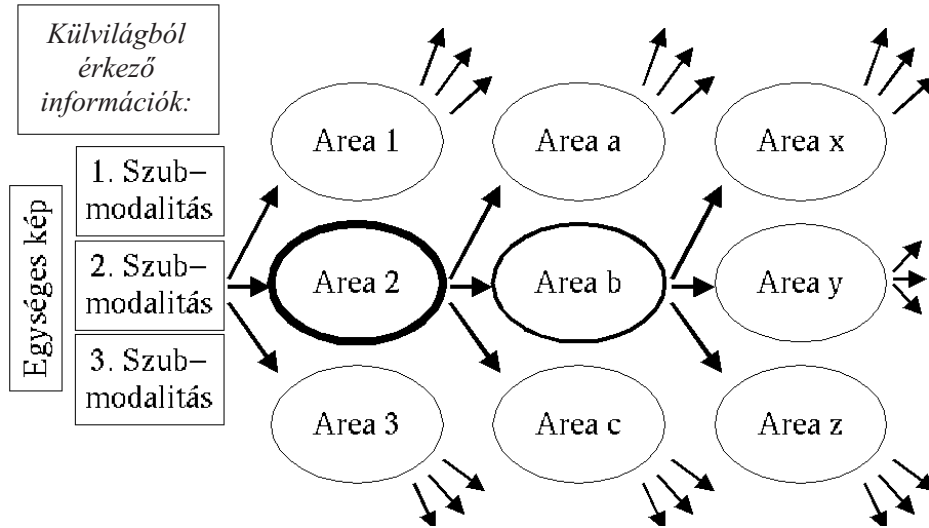 Külvilágból
érkező
információk:
Egységes kép
1. Szub–
modalitás
2. Szub–
modalitás
3. Szub–
modalitás
Area 1
Area a
Area x
Area 2
Area b
Area y
Area 3
Area c
Area z